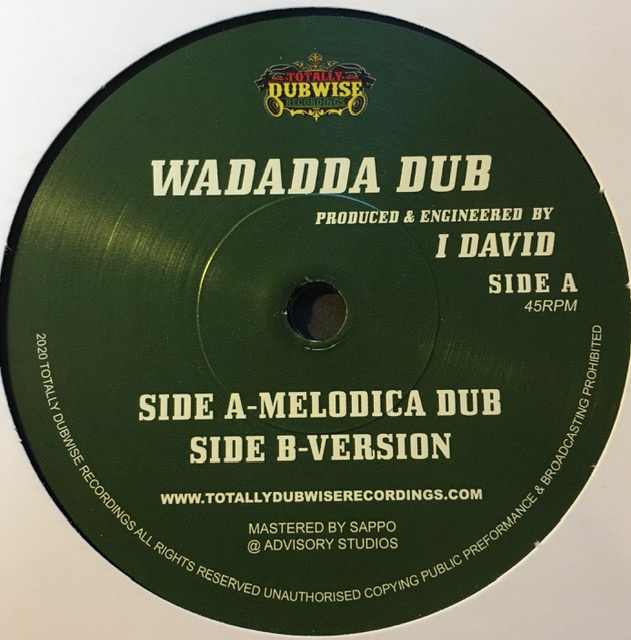 TOTALLY
DUBWISE
RECORDINGS
WADADDA DUB
PRODUCED & ENGINEERED BY
I DAVID
SIDE A
45RPM
SIDE A-MELODICA DUB
SIDE B-VERSION
WWW.TOTALLYDUBWISERECORDINGS.COM
MASTERED BY SAPPO
@ ADVISORY STUDIOS
2020 TOTALLY DUBWISE RECORDINGS ALL RIGHTS RESERVED UNAUTHORISED COPYING PUBLIC PREFORMANCE & BROADCASTING PROHIBITED